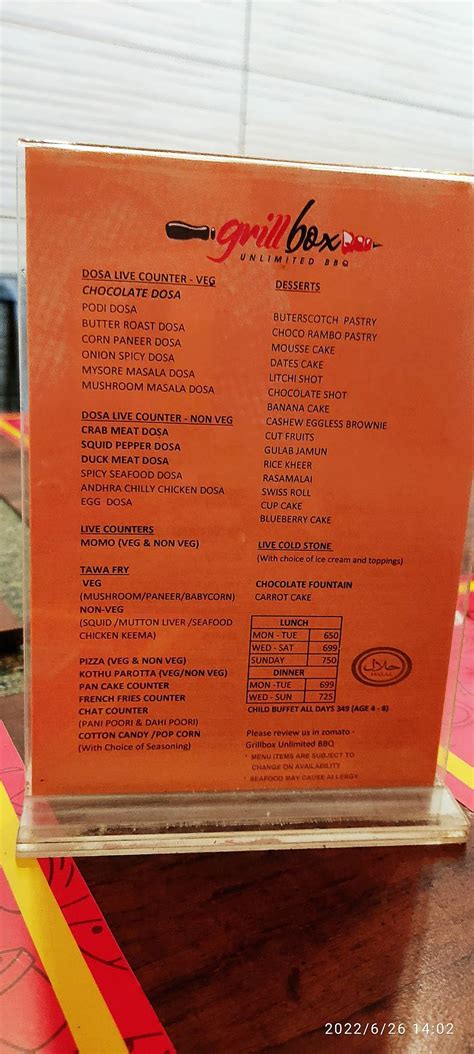 grill box
UNLIMITED BBQ
DOSA LIVE COUNTER - VEG
CHOCOLATE DOSA
PODI DOSA
BUTTER ROAST DOSA
CORN PANEER DOSA
ONION SPICY DOSA
MYSORE MASALA DOSA
MUSHROOM MASALA DOSA
DOSA LIVE COUNTER - NON VEG
CRAB MEAT DOSA
SQUID PEPPER DOSA
DUCK MEAT DOSA
SPICY SEAFOOD DOSA
ANDHRA CHILLY CHICKEN DOSA
EGG DOSA
LIVE COUNTERS
MOMO (VEG & NON VEG)
TAWA FRY
VEG
(MUSHROOM/PANEER/BABYCORN)
NON-VEG
(SQUID /MUTTON LIVER /SEAFOOD
CHICKEN KEEMA)
PIZZA (VEG & NON VEG)
KOTHU PAROTTA (VEG/NON VEG)
PAN CAKE COUNTER
FRENCH FRIES COUNTER
CHAT COUNTER
(PANI POORI & DAHI POORI)
COTTON CANDY /POP CORN
(With Choice of Seasoning)
DESSERTS
BUTERSCOTCH PASTRY
CHOCO RAMBO PASTRY
MOUSSE CAKE
DATES CAKE
LITCHI SHOT
CHOCOLATE SHOT
BANANA CAKE
CASHEW EGGLESS BROWNIE
CUT FRUITS
GULAB JAMUN
RICE KHEER
RASAMALAI
SWISS ROLL
CUP CAKE
BLUEBERRY CAKE
LIVE COLD STONE
(With choice of ice cream and toppings)
CHOCOLATE FOUNTAIN
CARROT CAKE
LUNCH
MON - TUE 650
WED - SAT 699
SUNDAY 750
DINNER
MON -TUE 699
WED - SUN 725
حلال
HALAL
CHILD BUFFET ALL DAYS 349 (AGE 4 - 8)
Please review us in zomato -
Grillbox Unlimited BBQ
* MENU ITEMS ARE SUBJECT TO
CHANGE ON AVAILABILITY
* SEAFOOD MAY CAUSE ALLERGY
2022/6/26 14:02